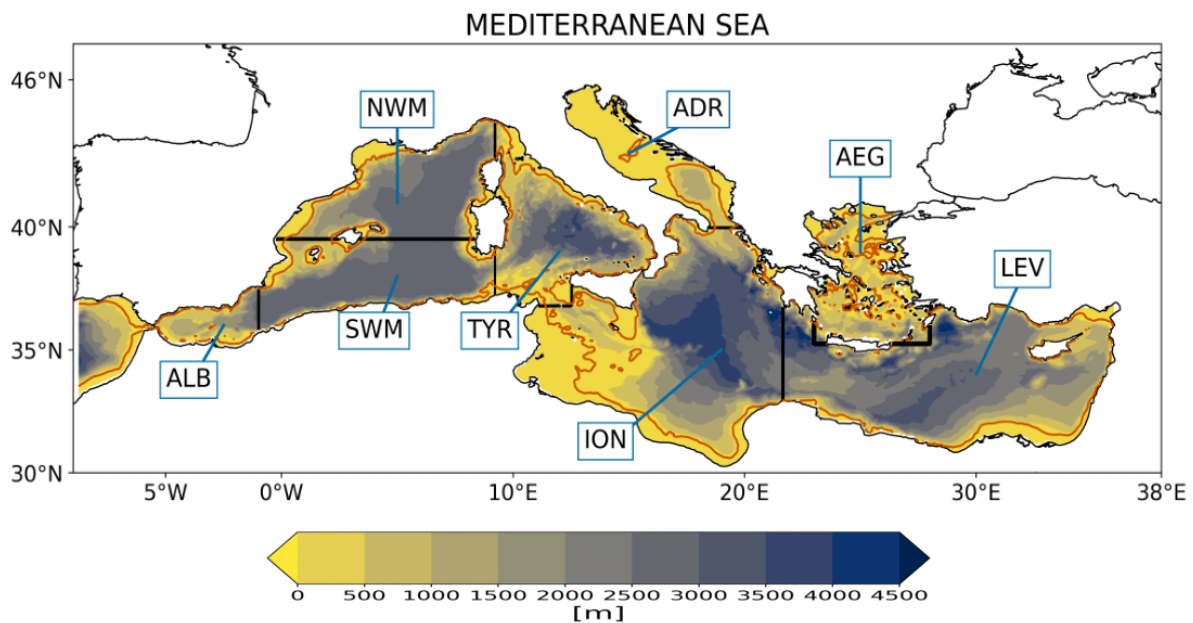 MEDITERRANEAN SEA
46°N
NWM
ADR
AEG
40°N
LEV
SWM
TYR
35°N
ALB
ION
30°N
5°W 0°W 10°E 20°E 30°E 38°E
0 500 1000 1500 2000 2500 3000 3500 4000 4500
[m]